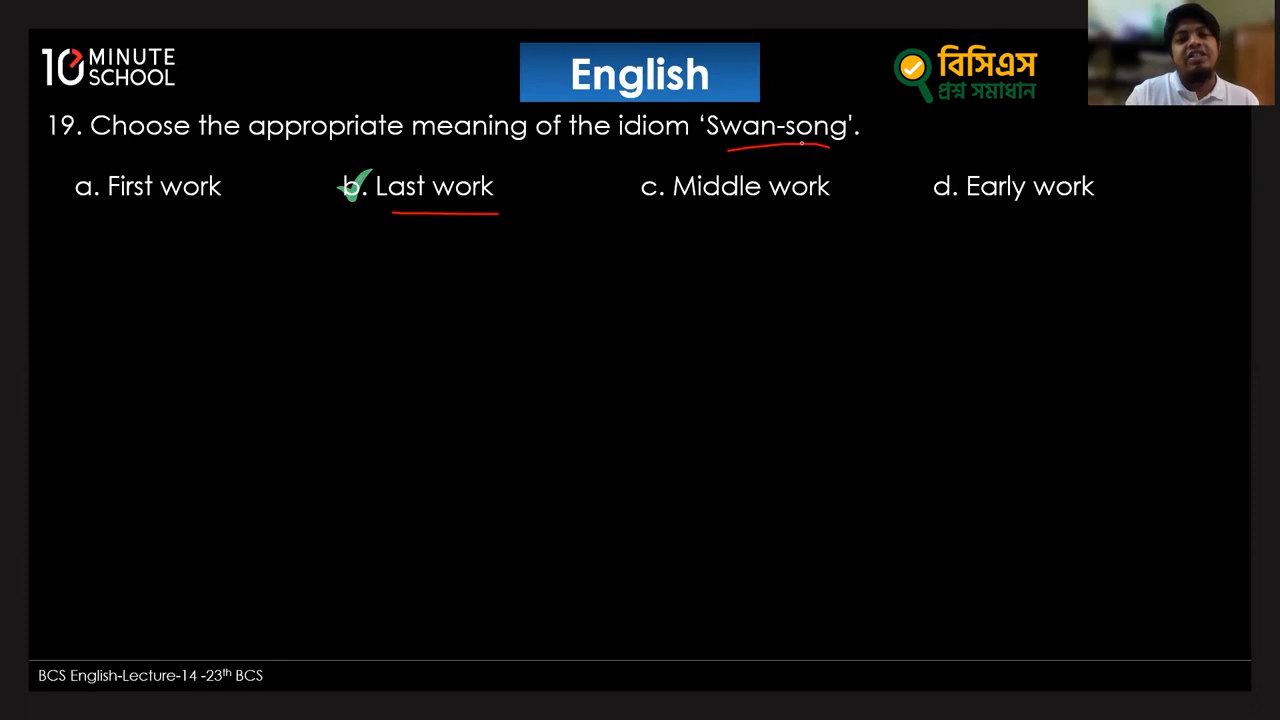 10 MINUTE SCHOOL
English
বিসিএস
প্রশ্ন সমাধান
19. Choose the appropriate meaning of the idiom ‘Swan-song'.
a. First work b. Last work c. Middle work d. Early work
BCS English-Lecture-14 -23th BCS